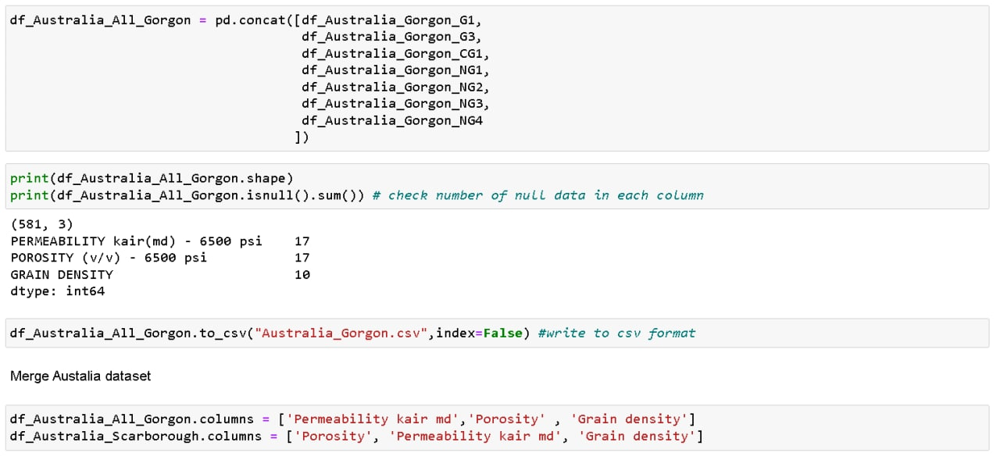 df_Australia_All_Gorgon = pd.concat([df_Australia_Gorgon_G1,
df_Australia_Gorgon_G3,
df_Australia_Gorgon_CG1,
df_Australia_Gorgon_NG1,
df_Australia_Gorgon_NG2,
df_Australia_Gorgon_NG3,
df_Australia_Gorgon_NG4
])
print(df_Australia_All_Gorgon.shape)
print(df_Australia_All_Gorgon.isnull().sum()) # check number of null data in each column
(581, 3)
PERMEABILITY kair(md) - 6500 psi    17
POROSITY (v/v) - 6500 psi           17
GRAIN DENSITY                       10
dtype: int64
df_Australia_All_Gorgon.to_csv("Australia_Gorgon.csv",index=False) #write to csv format
Merge Austalia dataset
df_Australia_All_Gorgon.columns = ['Permeability kair md','Porosity' , 'Grain density']
df_Australia_Scarborough.columns = ['Porosity', 'Permeability kair md', 'Grain density']